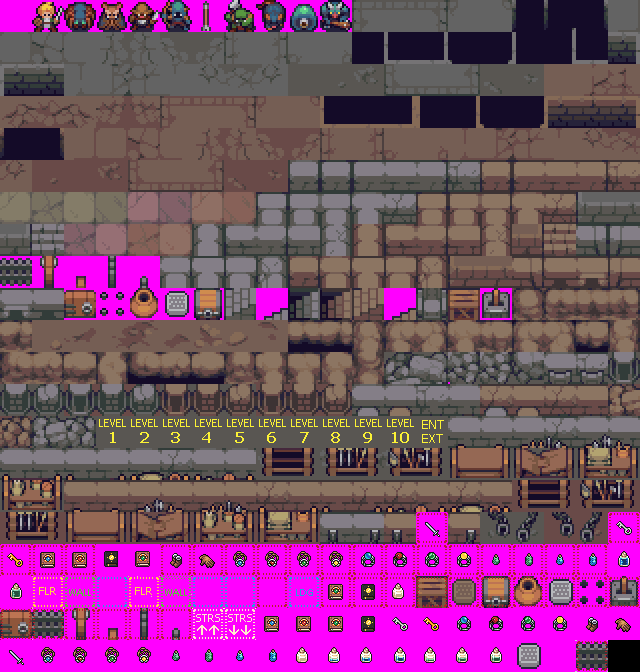 LEVEL 1
LEVEL 2
LEVEL 3
LEVEL 4
LEVEL 5
LEVEL 6
LEVEL 7
LEVEL 8
LEVEL 9
LEVEL 10
ENT
EXT
FLR
WALL
FLR
WALL
STRS
STRS